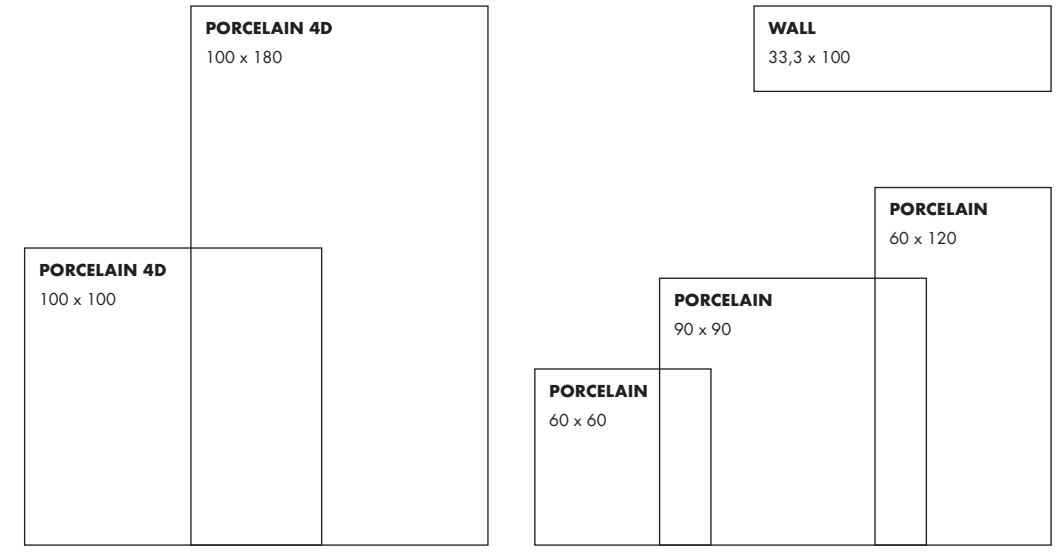 PORCELAIN 4D
100 x 180
PORCELAIN 4D
100 x 100
WALL
33,3 x 100
PORCELAIN
60 x 120
PORCELAIN
90 x 90
PORCELAIN
60 x 60